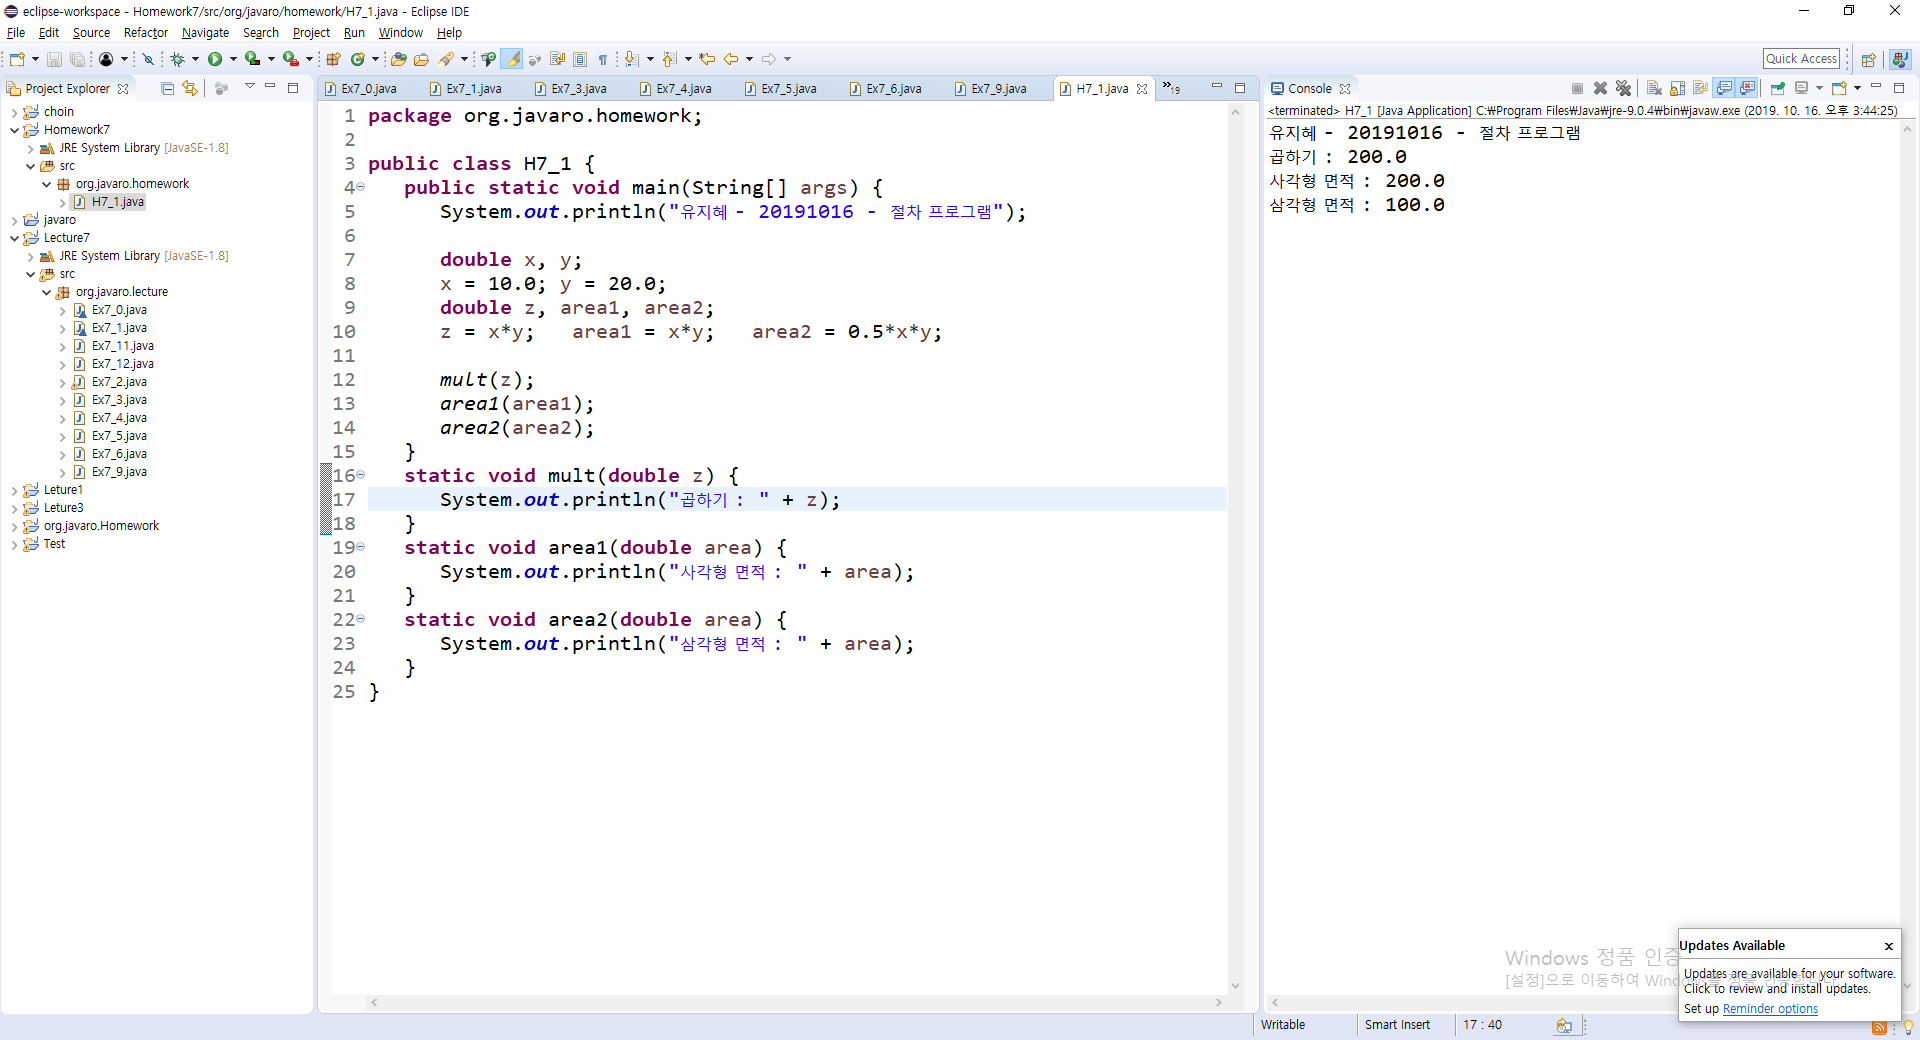 eclipse-workspace - Homework7/src/org/javaro/homework/H7_1.java - Eclipse IDE
File Edit Source Refactor Navigate Search Project Run Window Help
Quick Access
Project Explorer
choin
Homework7
JRE System Library [JavaSE-1.8]
src
org.javaro.homework
H7_1.java
javaro
Lecture7
JRE System Library [JavaSE-1.8]
src
org.javaro.lecture
Ex7_0.java
Ex7_1.java
Ex7_11.java
Ex7_12.java
Ex7_2.java
Ex7_3.java
Ex7_4.java
Ex7_5.java
Ex7_6.java
Ex7_9.java
Leture1
Leture3
org.javaro.Homework
Test
Ex7_0.java Ex7_1.java Ex7_3.java Ex7_4.java Ex7_5.java Ex7_6.java Ex7_9.java H7_1.java »19
1 package org.javaro.homework;
2
3 public class H7_1 {
4 public static void main(String[] args) {
5 System.out.println("유지혜 - 20191016 - 절차 프로그램");
6
7 double x, y;
8 x = 10.0; y = 20.0;
9 double z, area1, area2;
10 z = x*y; area1 = x*y; area2 = 0.5*x*y;
11
12 mult(z);
13 area1(area1);
14 area2(area2);
15 }
16 static void mult(double z) {
17 System.out.println("곱하기 : " + z);
18 }
19 static void area1(double area) {
20 System.out.println("사각형 면적 : " + area);
21 }
22 static void area2(double area) {
23 System.out.println("삼각형 면적 : " + area);
24 }
25 }
Console
<terminated> H7_1 [Java Application] C:₩Program Files₩Java₩jre-9.0.4₩bin₩javaw.exe (2019. 10. 16. 오후 3:44:25)
유지혜 - 20191016 - 절차 프로그램
곱하기 : 200.0
사각형 면적 : 200.0
삼각형 면적 : 100.0
Windows 정품 인증
[설정]으로 이동하여 Wind
Updates Available
Updates are available for your software.
Click to review and install updates.
Set up Reminder options
Writable Smart Insert 17 : 40